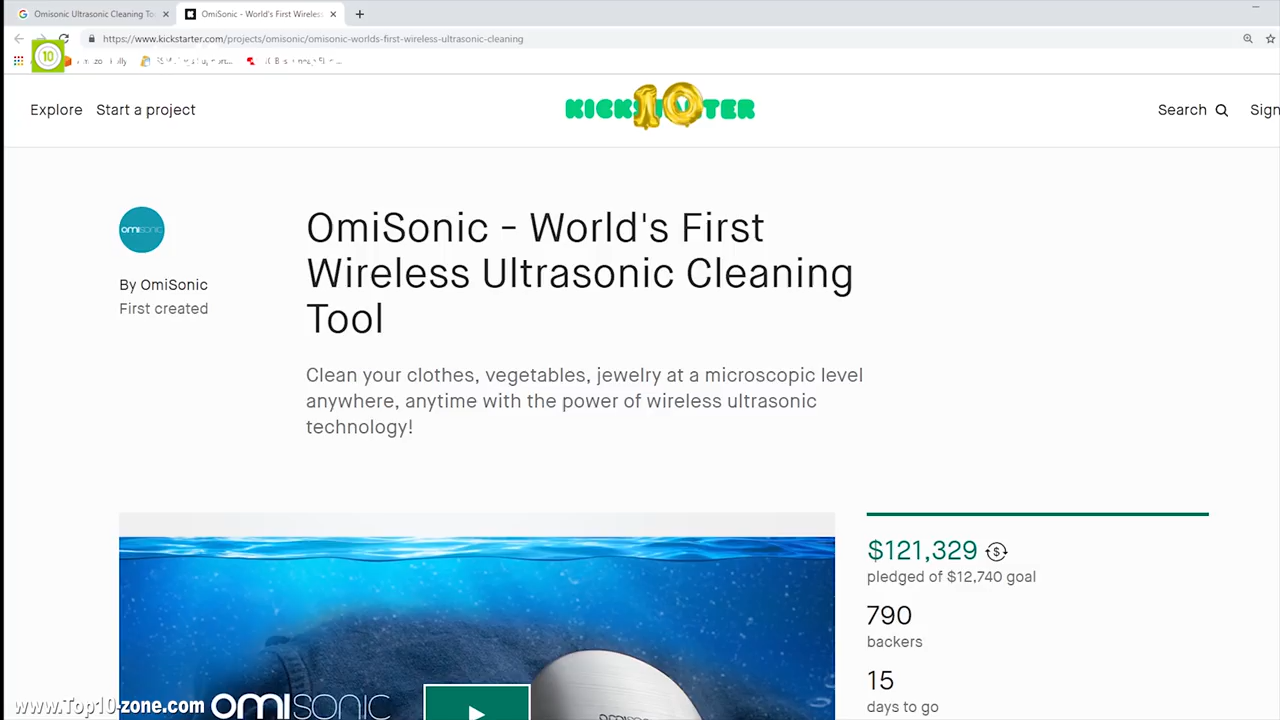 Omisonic Ultrasonic Cleaning To
OmiSonic - World's First Wireless
https://www.kickstarter.com/projects/omisonic/omisonic-worlds-first-wireless-ultrasonic-cleaning
10
Explore Start a project
KICK10TER
Search
Sign
omisonic
OmiSonic - World's First
Wireless Ultrasonic Cleaning
Tool
By OmiSonic
First created
Clean your clothes, vegetables, jewelry at a microscopic level
anywhere, anytime with the power of wireless ultrasonic
technology!
$121,329
pledged of $12,740 goal
790
backers
15
days to go
omisonic
www.Top10-zone.com